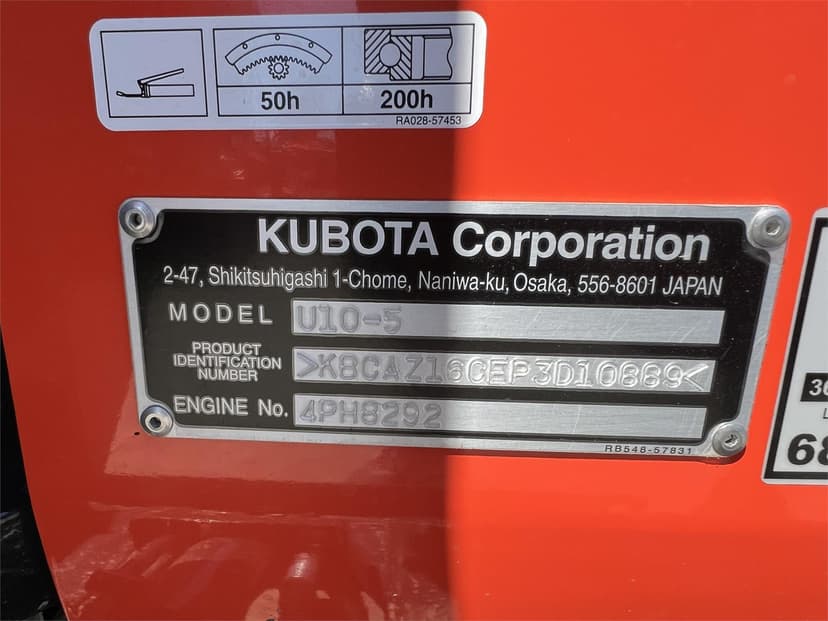 50h 200h
RA028-57453
KUBOTA Corporation
2-47, Shikitsuhigashi 1-Chome, Naniwa-ku, Osaka, 556-8601 JAPAN
MODEL U10-5
PRODUCT
IDENTIFICATION
NUMBER >K8CAZ16CEP3D10889<
ENGINE No. 4PH8292
RB548-57831